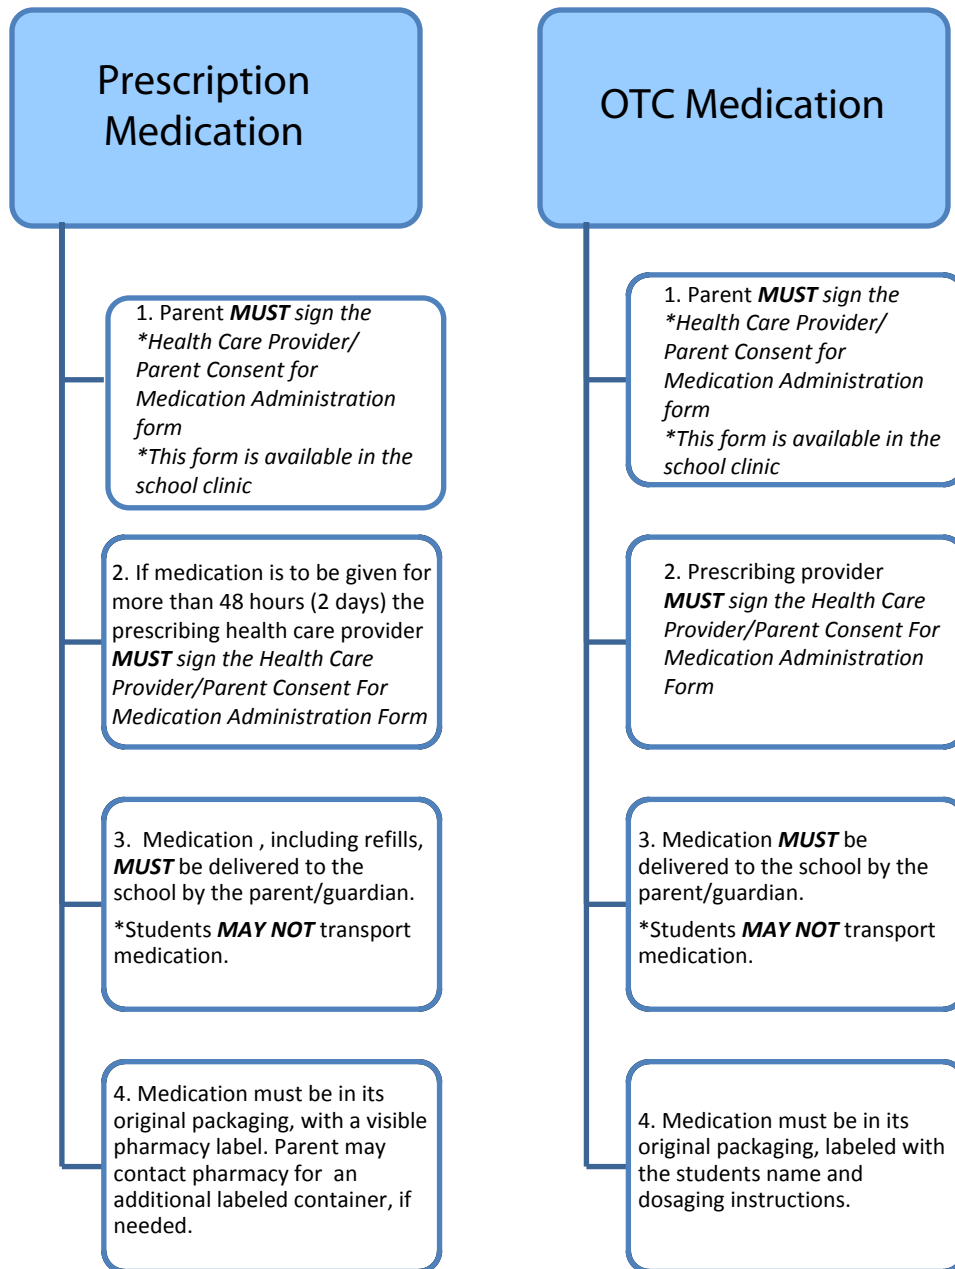 Prescription
Medication
1. Parent MUST sign the
*Health Care Provider/
Parent Consent for
Medication Administration
form
*This form is available in the
school clinic
2. If medication is to be given for
more than 48 hours (2 days) the
prescribing health care provider
MUST sign the Health Care
Provider/Parent Consent For
Medication Administration Form
3. Medication , including refills,
MUST be delivered to the
school by the parent/guardian.
*Students MAY NOT transport
medication.
4. Medication must be in its
original packaging, with a visible
pharmacy label. Parent may
contact pharmacy for an
additional labeled container, if
needed.
OTC Medication
1. Parent MUST sign the
*Health Care Provider/
Parent Consent for
Medication Administration
form
*This form is available in the
school clinic
2. Prescribing provider
MUST sign the Health Care
Provider/Parent Consent For
Medication Administration
Form
3. Medication MUST be
delivered to the school by the
parent/guardian.
*Students MAY NOT transport
medication.
4. Medication must be in its
original packaging, labeled with
the students name and
dosaging instructions.